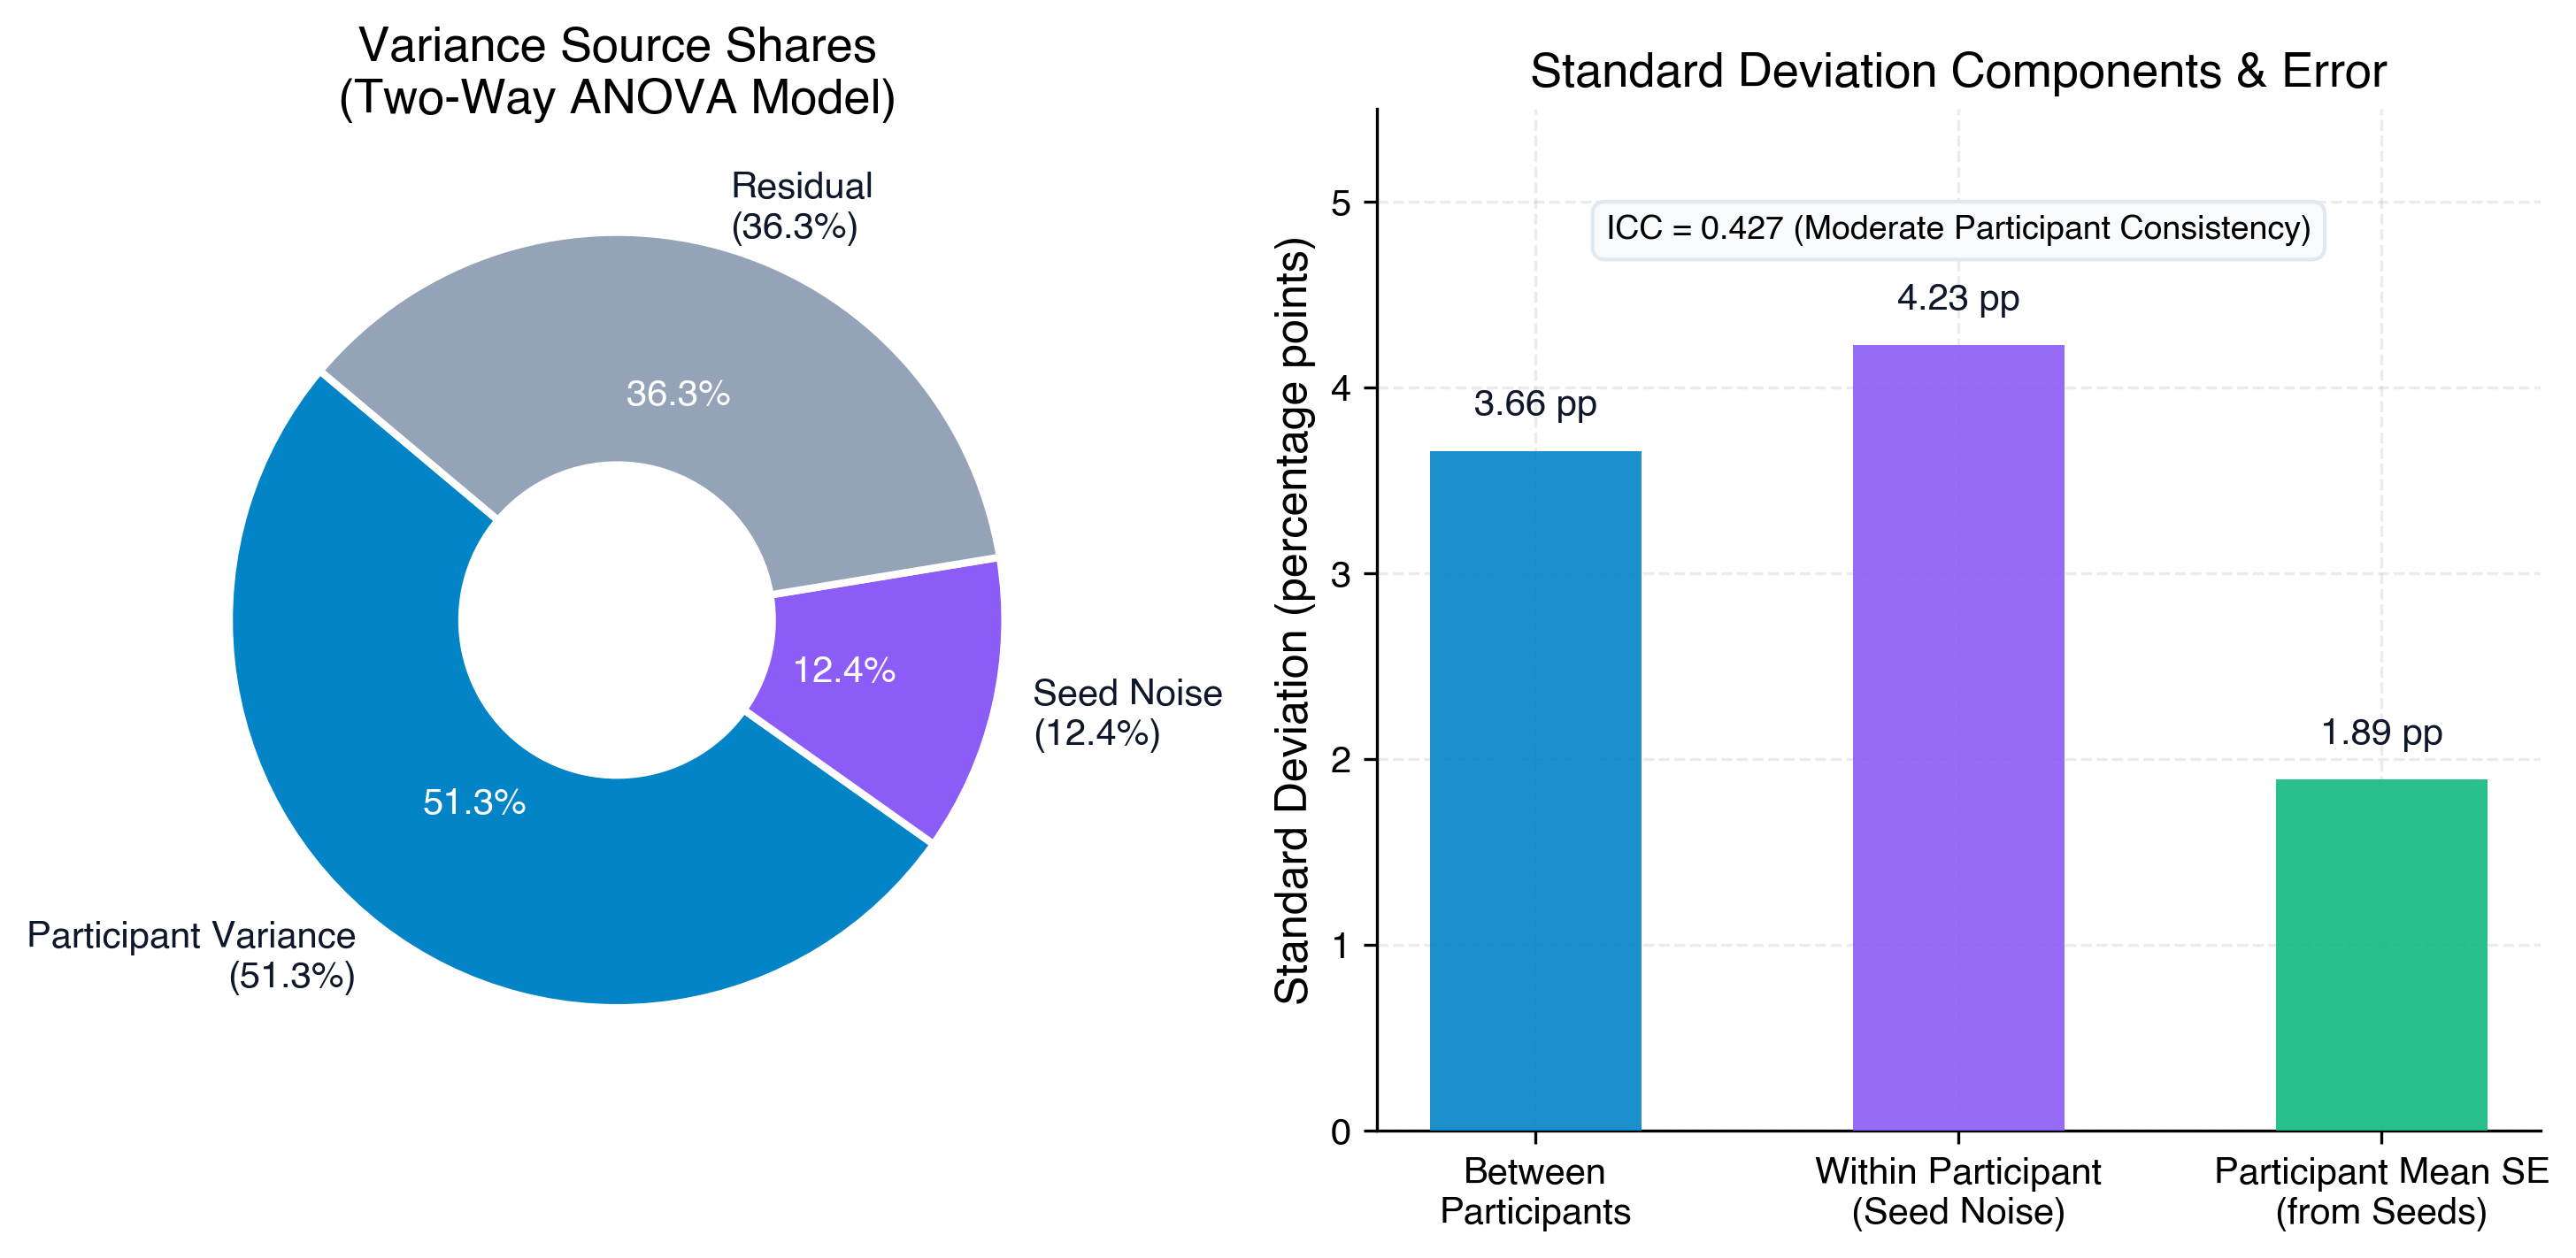 Variance Source Shares
(Two-Way ANOVA Model)
Residual
(36.3%)
36.3%
12.4%
Seed Noise
(12.4%)
51.3%
Participant Variance
(51.3%)
Standard Deviation Components & Error
Standard Deviation (percentage points)
5
4
3
2
1
0
ICC = 0.427 (Moderate Participant Consistency)
3.66 pp
4.23 pp
1.89 pp
Between
Participants
Within Participant
(Seed Noise)
Participant Mean SE
(from Seeds)